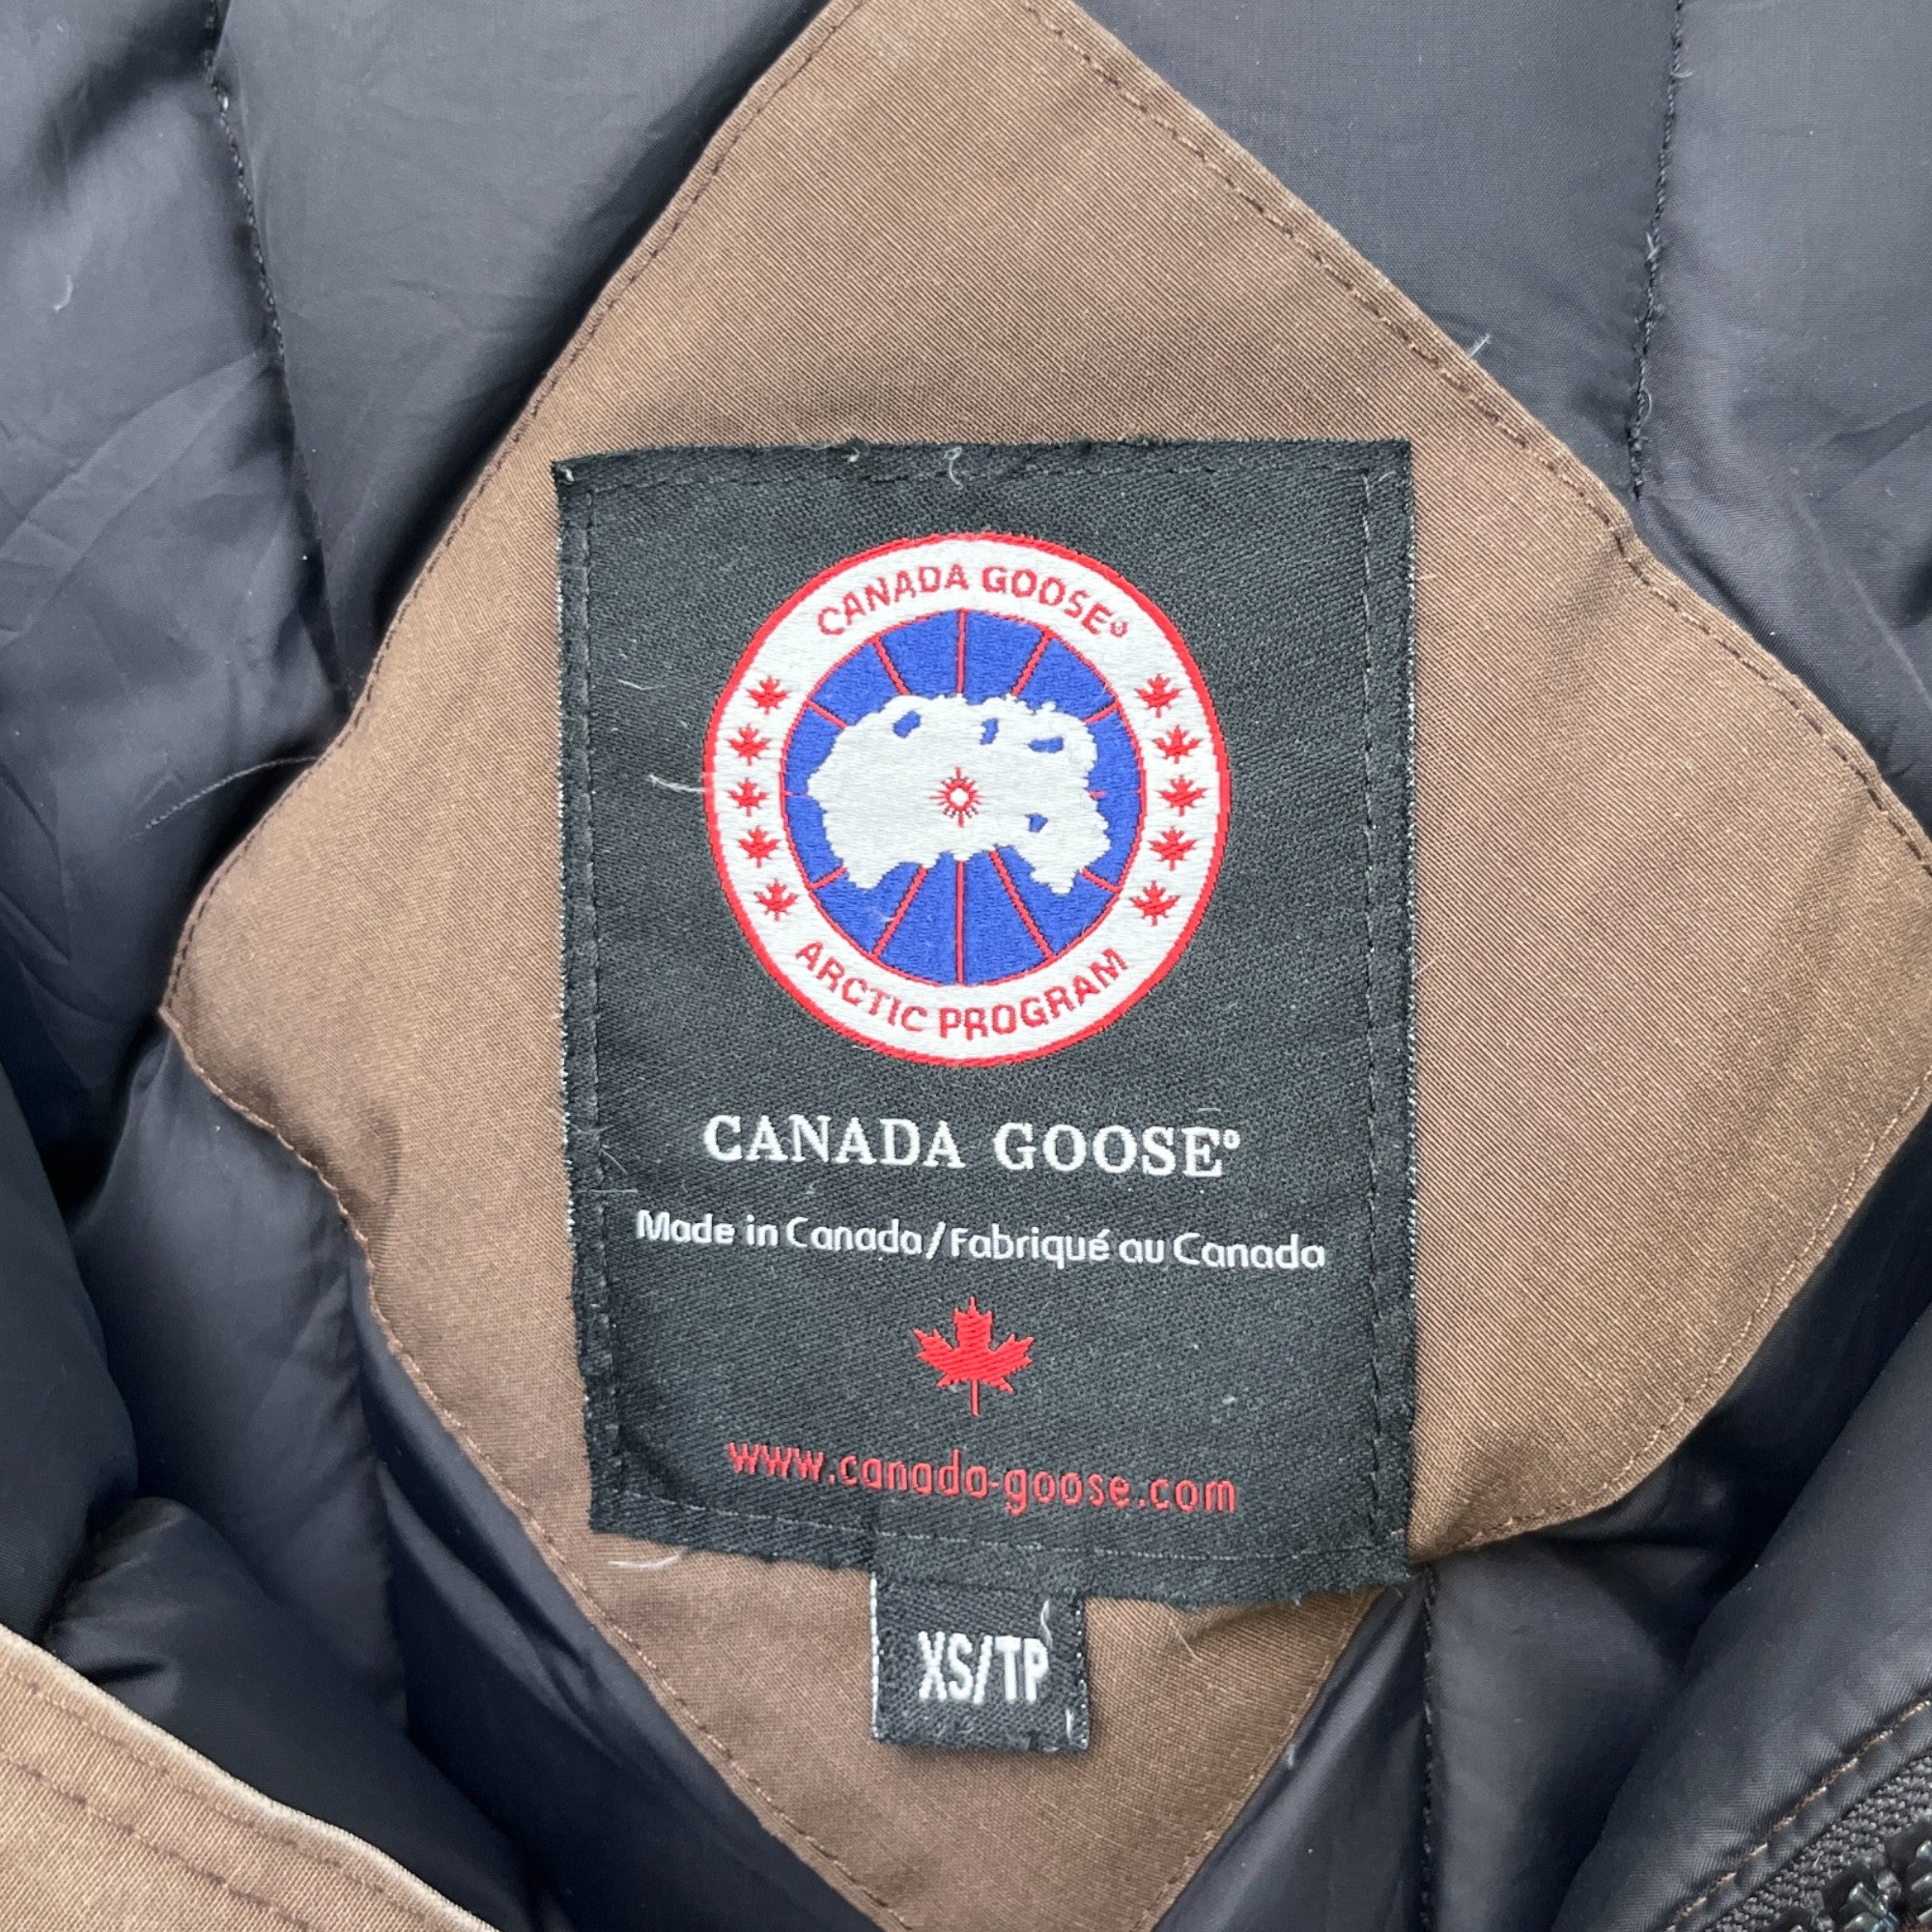 CANADA GOOSE®
ARCTIC PROGRAM
CANADA GOOSE®
Made in Canada/Fabriqué au Canada
www.canada-goose.com
XS/TP